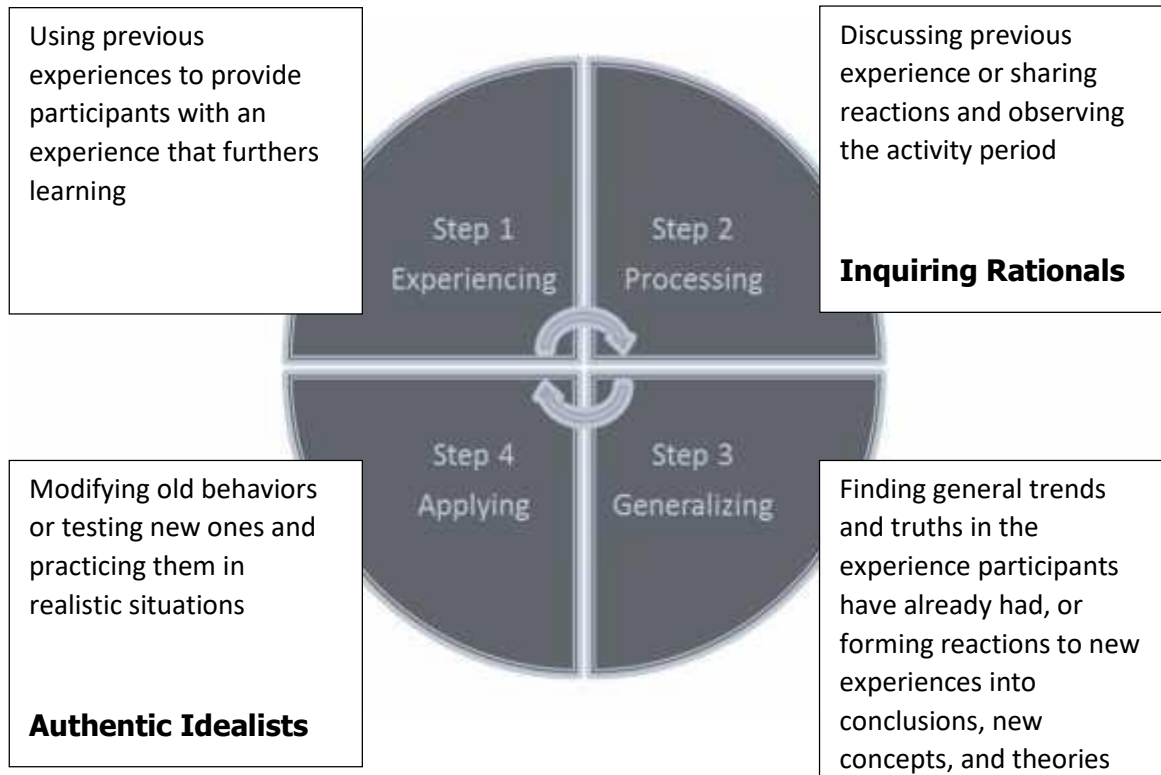 Using previous
experiences to provide
participants with an
experience that furthers
learning
Discussing previous
experience or sharing
reactions and observing
the activity period
Inquiring Rationals
Step 1
Experiencing
Step 2
Processing
Step 4
Applying
Step 3
Generalizing
Modifying old behaviors
or testing new ones and
practicing them in
realistic situations
Authentic Idealists
Finding general trends
and truths in the
experience participants
have already had, or
forming reactions to new
experiences into
conclusions, new
concepts, and theories